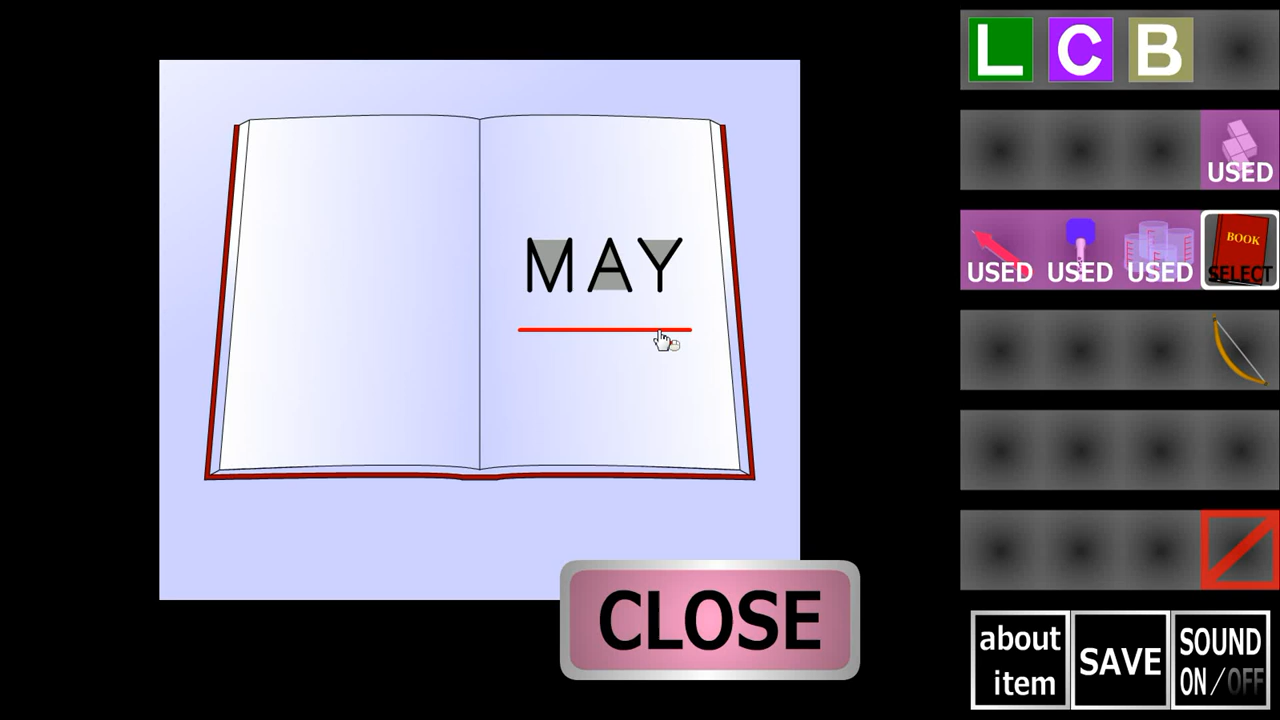 L C B
USED
MAY
USED USED USED BOOK SELECT
CLOSE
about item
SAVE
SOUND ON/OFF